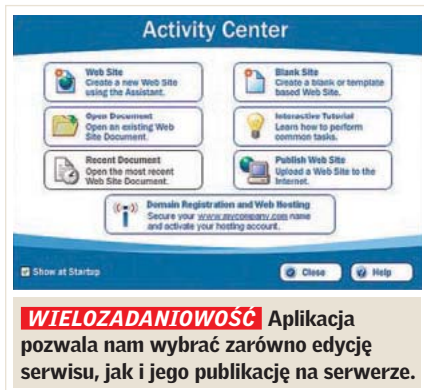 Activity Center
Web Site
Create a new Web Site
using the Assistant.
Blank Site
Create a blank or template
based Web Site.
Open Document
Open an existing Web
Site Document.
Interactive Tutorial
Learn how to perform
common tasks.
Recent Document
Open the most recent
Web Site Document.
Publish Web Site
Upload a Web Site to the
Internet.
Domain Registration and Web Hosting
Secure your www.mycompany.com name
and activate your hosting account.
Show at Startup
Close
Help
WIELOZADANIOWOŚĆ Aplikacja
pozwala nam wybrać zarówno edycję
serwisu, jak i jego publikację na serwerze.